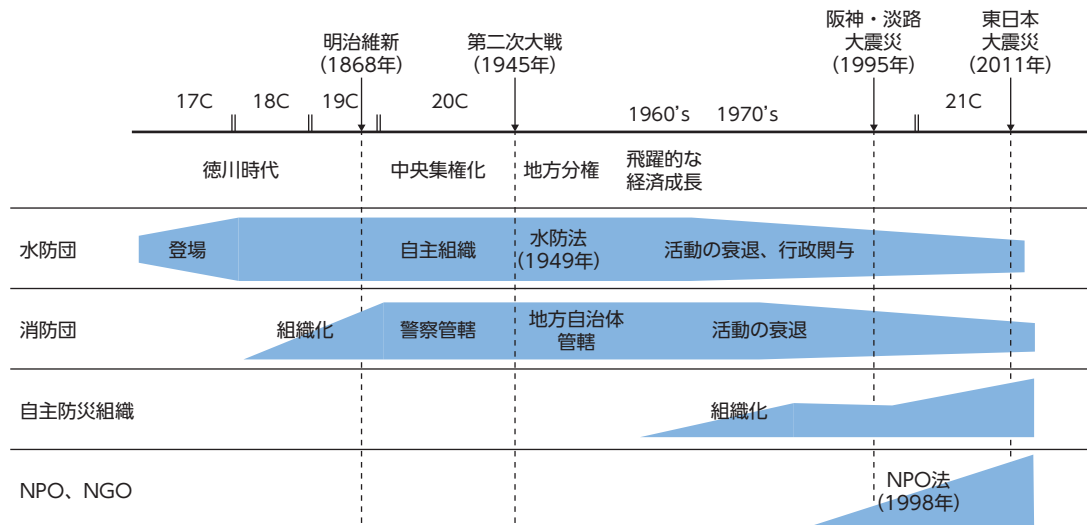 明治維新
(1868年)
第二次大戦
(1945年)
阪神・淡路
大震災
(1995年)
東日本
大震災
(2011年)
17C
18C
19C
20C
1960's
1970's
21C
徳川時代
中央集権化
地方分権
飛躍的な
経済成長
水防団
登場
自主組織
水防法
(1949年)
活動の衰退、行政関与
消防団
組織化
警察管轄
地方自治体
管轄
活動の衰退
自主防災組織
組織化
NPO、NGO
NPO法
(1998年)